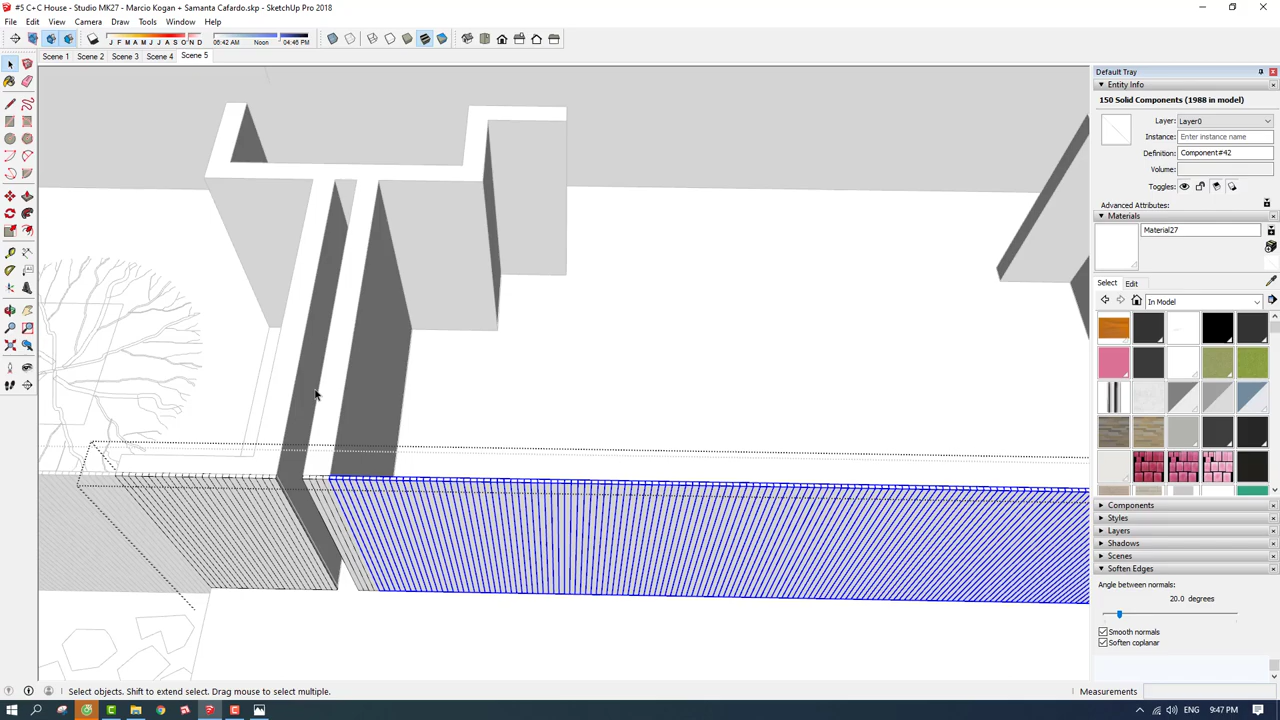 #5 C+C House - Studio MK27 - Marcio Kogan + Samanta Cafardo.skp - SketchUp Pro 2018
File Edit View Camera Draw Tools Window Help
J F M A M J J A S O N D 06:42 AM Noon 04:46 PM
Scene 1 Scene 2 Scene 3 Scene 4 Scene 5
Default Tray
Entity Info
150 Solid Components (1988 in model)
Layer: Layer0
Instance: Enter instance name
Definition: Component#42
Volume:
Toggles:
Advanced Attributes:
Materials
Material27
Select Edit
In Model
Components
Styles
Layers
Shadows
Scenes
Soften Edges
Angle between normals:
20.0 degrees
Smooth normals
Soften coplanar
Select objects. Shift to extend select. Drag mouse to select multiple.
Measurements
ENG 9:47 PM